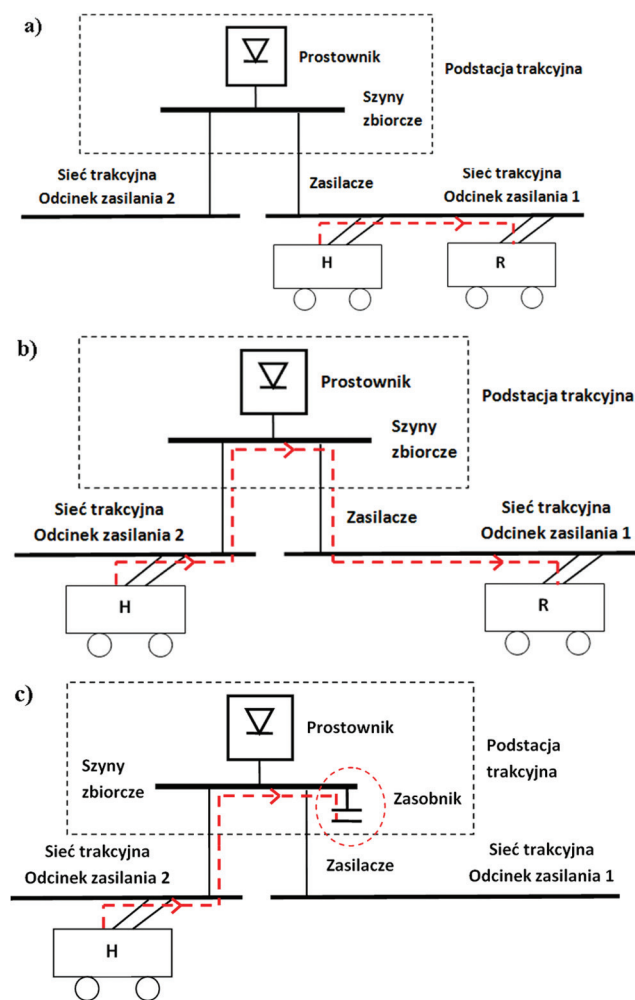 a)
Prostownik
Podstacja trakcyjna
Szyny
zbiorcze
Sieć trakcyjna
Odcinek zasilania 2
Zasilacze
Sieć trakcyjna
Odcinek zasilania 1
H
R
b)
Prostownik
Podstacja trakcyjna
Szyny
zbiorcze
Sieć trakcyjna
Odcinek zasilania 2
Zasilacze
Sieć trakcyjna
Odcinek zasilania 1
H
R
c)
Prostownik
Podstacja
trakcyjna
Szyny
zbiorcze
Zasobnik
Sieć trakcyjna
Odcinek zasilania 2
Zasilacze
Sieć trakcyjna
Odcinek zasilania 1
H